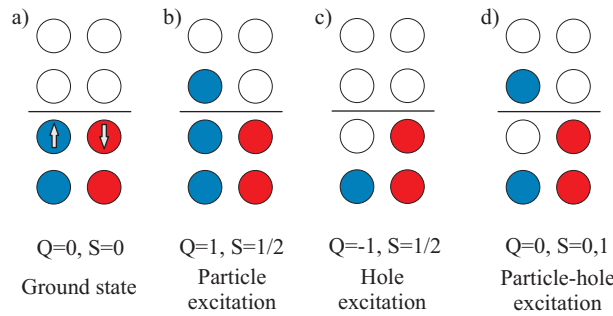 a)
b)
c)
d)
Q=0, S=0
Q=1, S=1/2
Q=-1, S=1/2
Q=0, S=0,1
Ground state
Particle
excitation
Hole
excitation
Particle-hole
excitation